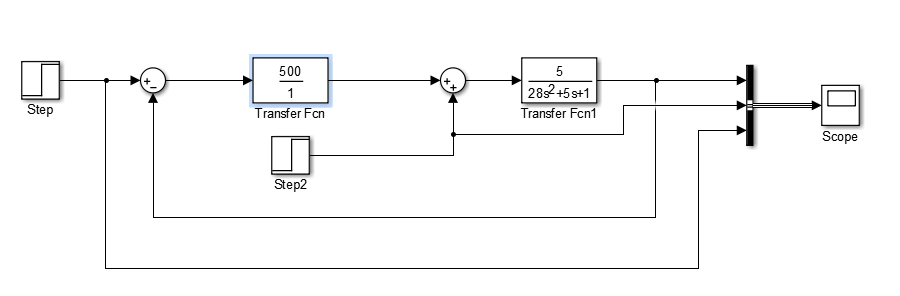 Step
+
−
500
1
Transfer Fcn
+
+
5
28s²+5s+1
Transfer Fcn1
Step2
Scope